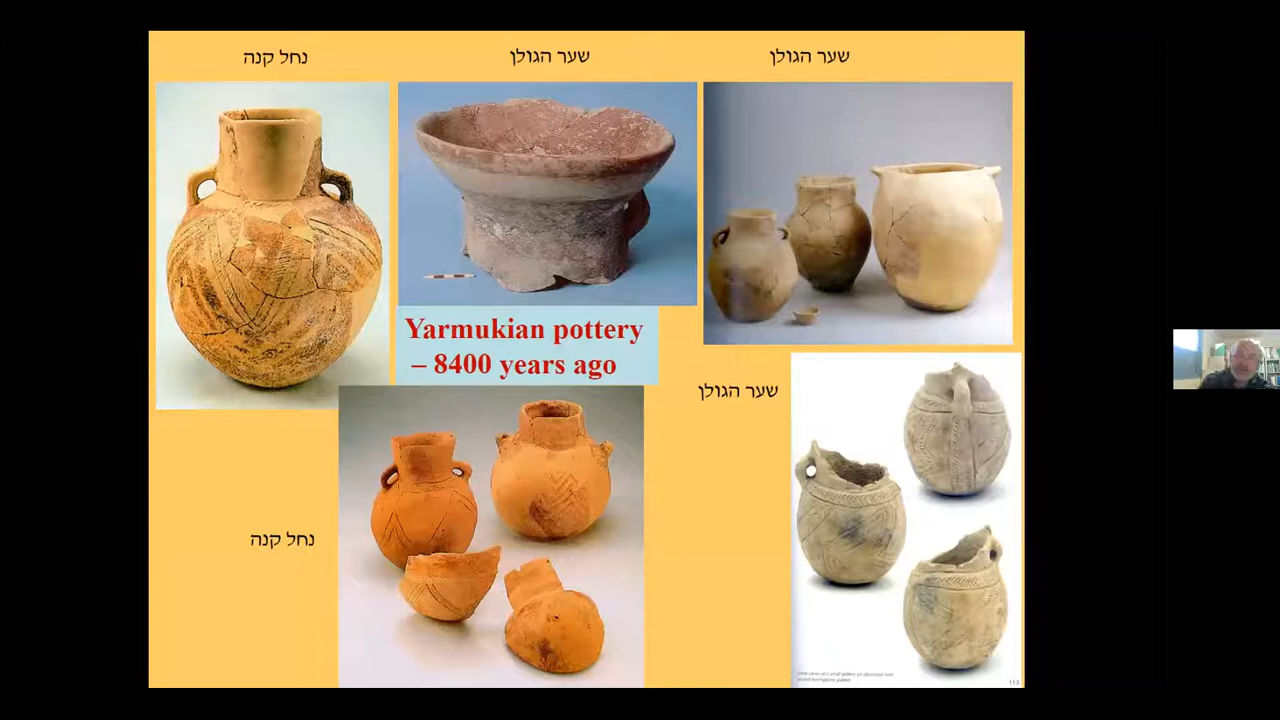 נחל קנה
שער הגולן
שער הגולן
Yarmukian pottery
– 8400 years ago
שער הגולן
נחל קנה